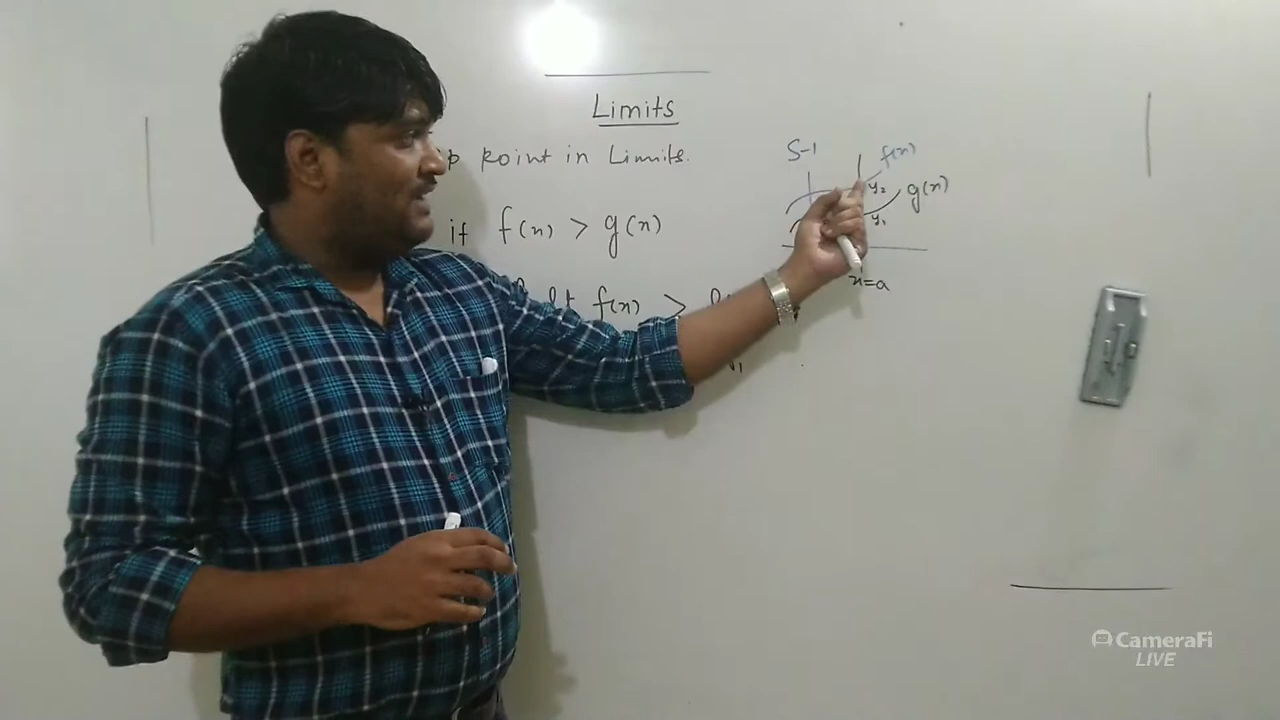 Limits
point in Limits.
if f(x) > g(x)
lt f(x) >
S-1
f(x)
y₂
g(x)
y₁
x=a
CameraFi
LIVE